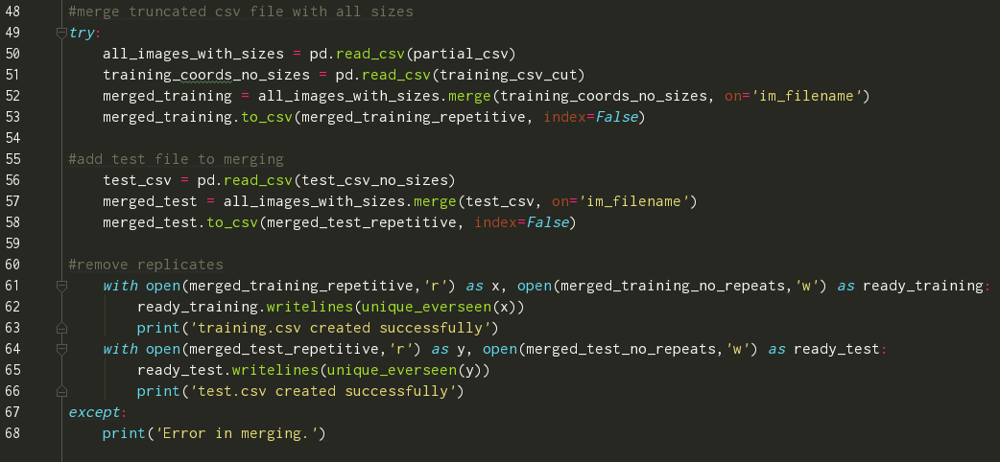 48 #merge truncated csv file with all sizes
49 try:
50 all_images_with_sizes = pd.read_csv(partial_csv)
51 training_coords_no_sizes = pd.read_csv(training_csv_cut)
52 merged_training = all_images_with_sizes.merge(training_coords_no_sizes, on='im_filename')
53 merged_training.to_csv(merged_training_repetitive, index=False)
54
55 #add test file to merging
56 test_csv = pd.read_csv(test_csv_no_sizes)
57 merged_test = all_images_with_sizes.merge(test_csv, on='im_filename')
58 merged_test.to_csv(merged_test_repetitive, index=False)
59
60 #remove replicates
61 with open(merged_training_repetitive,'r') as x, open(merged_training_no_repeats,'w') as ready_training:
62 ready_training.writelines(unique_everseen(x))
63 print('training.csv created successfully')
64 with open(merged_test_repetitive,'r') as y, open(merged_test_no_repeats,'w') as ready_test:
65 ready_test.writelines(unique_everseen(y))
66 print('test.csv created successfully')
67 except:
68 print('Error in merging.')